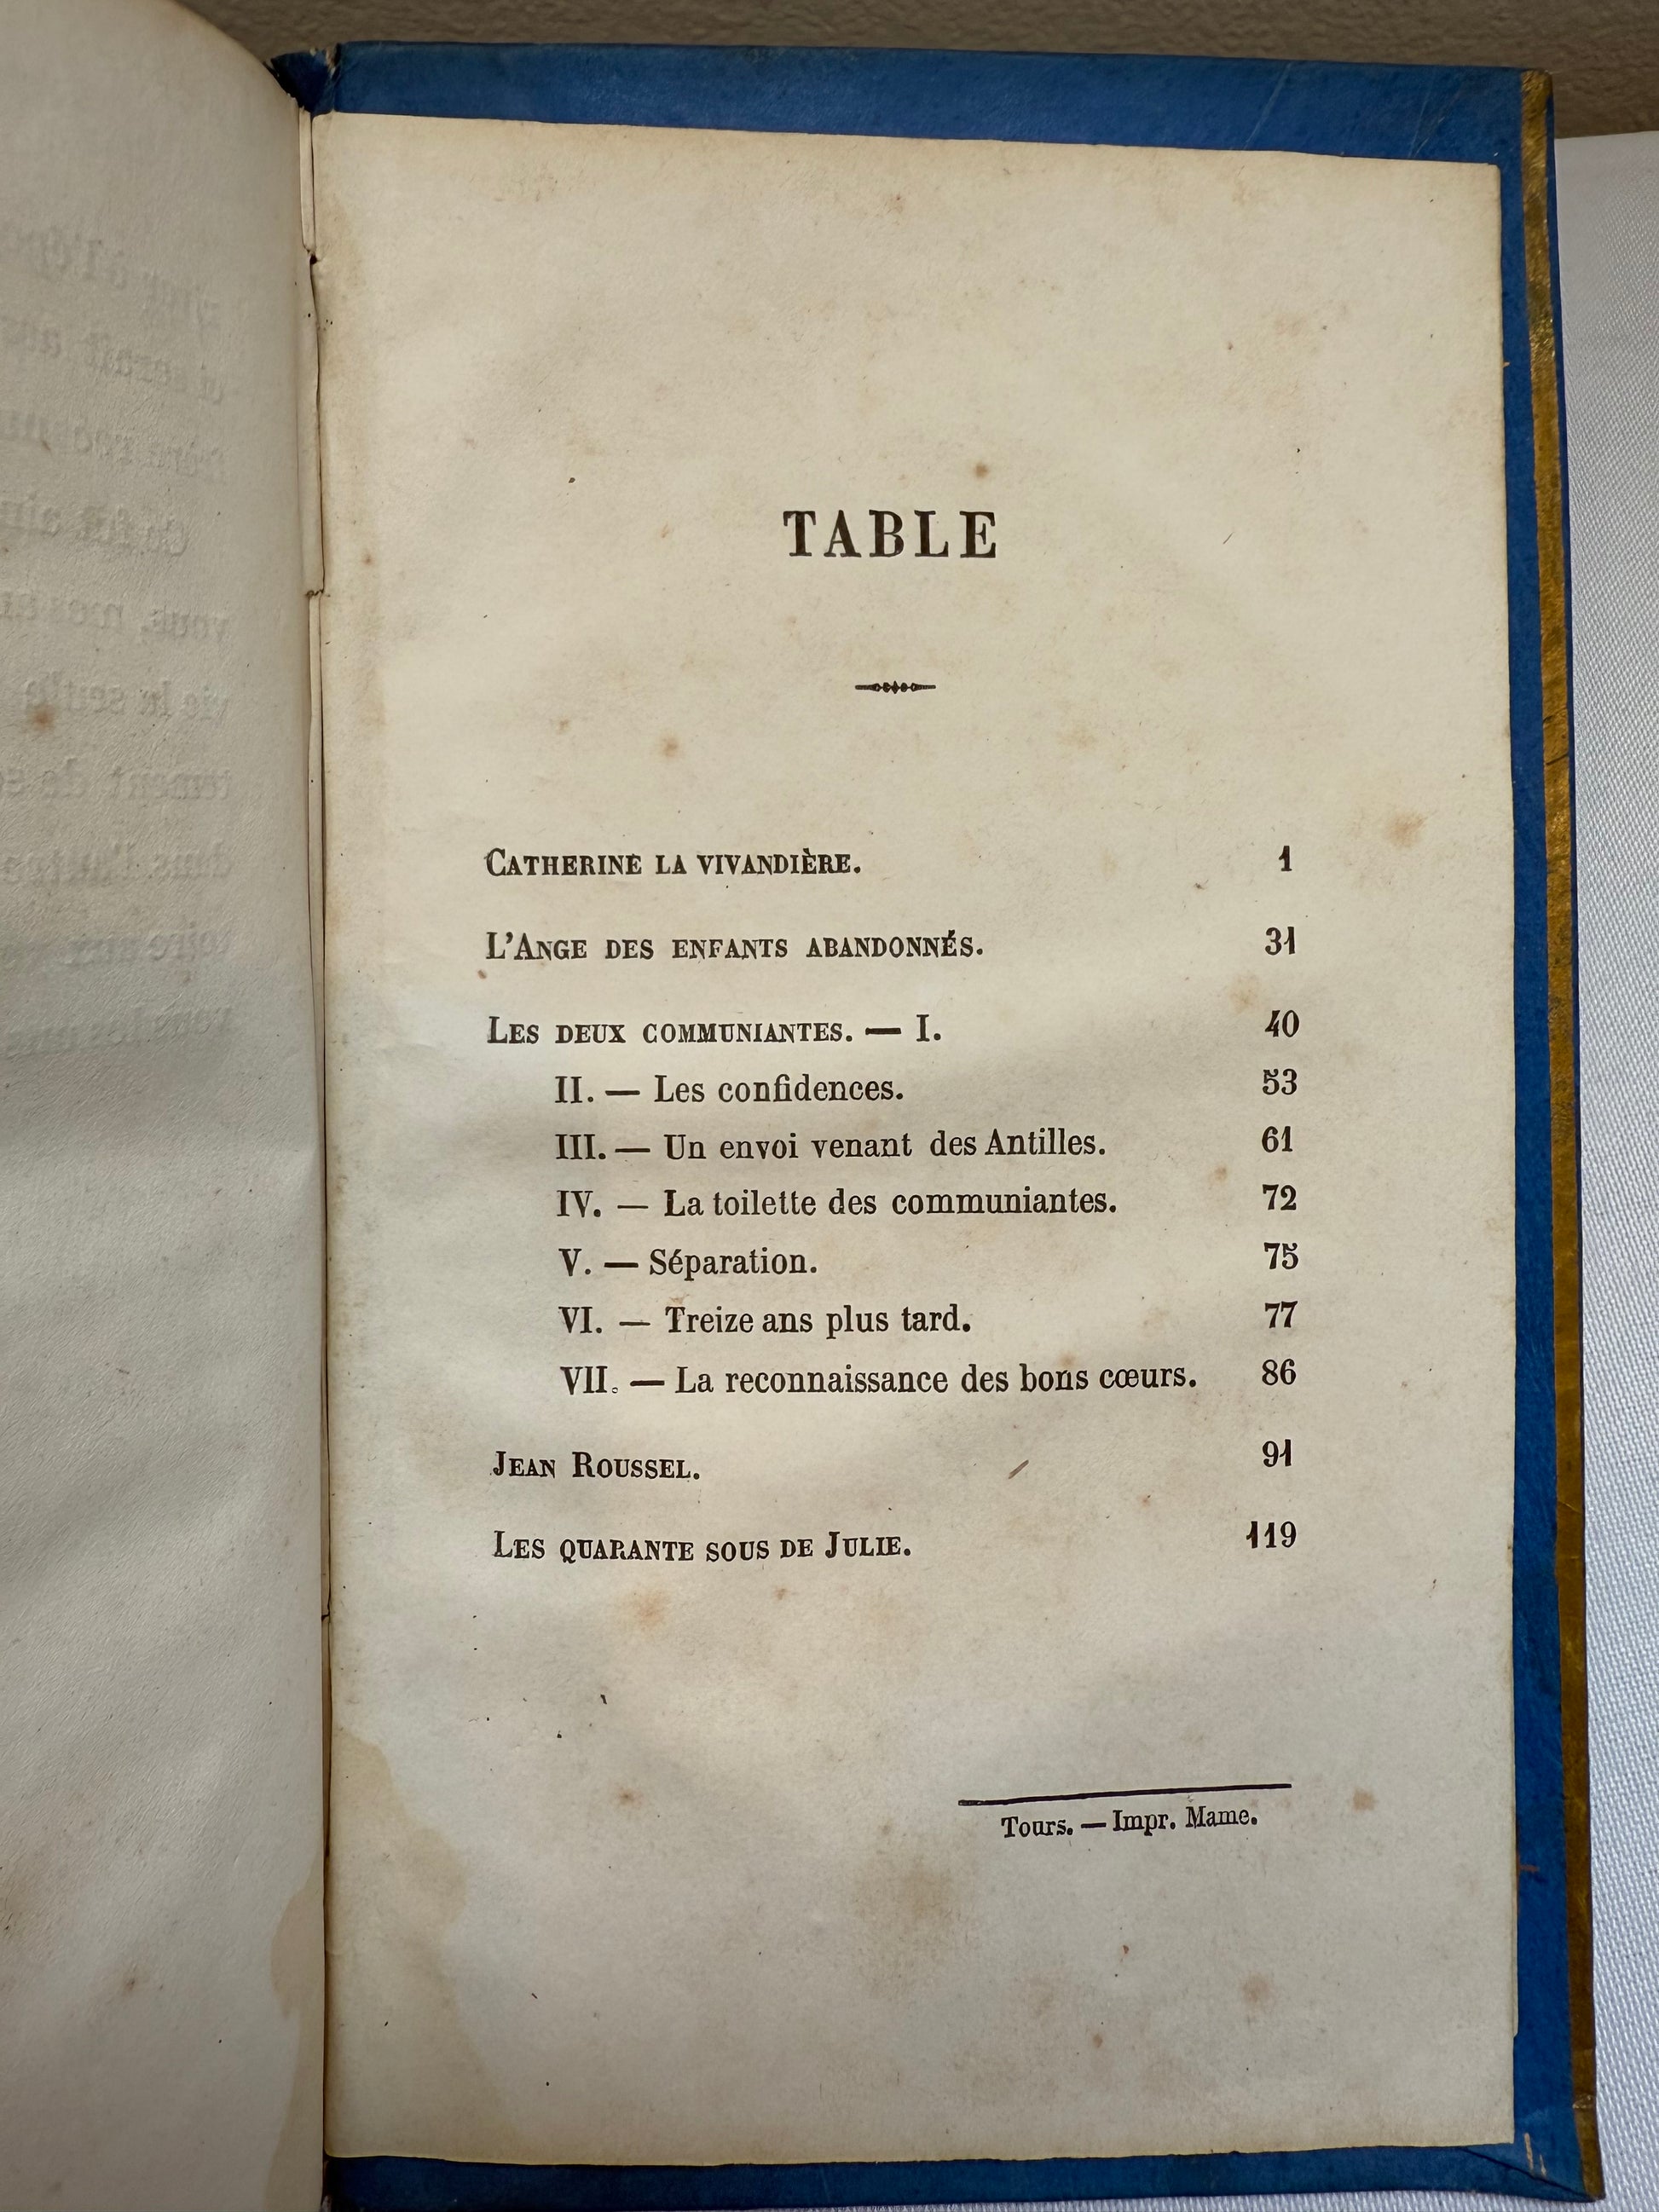 TABLE
CATHERINE LA VIVANDIÈRE. 1
L'ANGE DES ENFANTS ABANDONNÉS. 31
LES DEUX COMMUNIANTES. — I. 40
II. — Les confidences. 53
III. — Un envoi venant des Antilles. 61
IV. — La toilette des communiantes. 72
V. — Séparation. 75
VI. — Treize ans plus tard. 77
VII. — La reconnaissance des bons cœurs. 86
JEAN ROUSSEL. 91
LES QUARANTE SOUS DE JULIE. 119
Tours. — Impr. Mame.